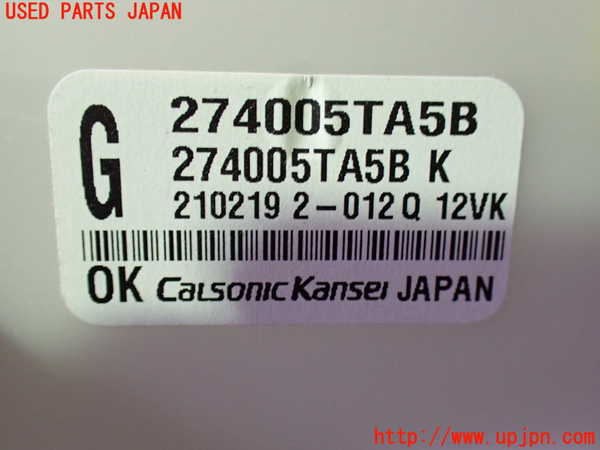 USED PARTS JAPAN
G
274005TA5B
274005TA5B K
210219 2-012Q 12VK
OK CALSONIC KANSEI JAPAN
http://www.upjpn.com